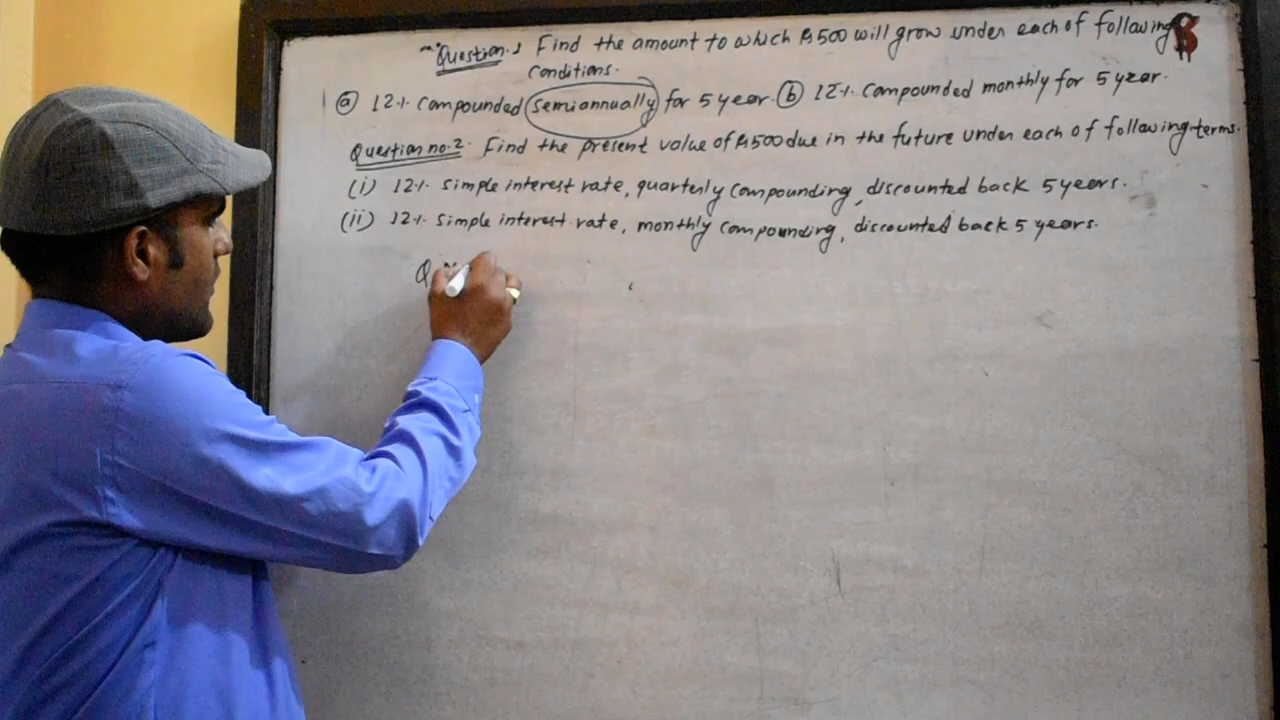 Question.1 Find the amount to which Rs500 will grow under each of following
conditions.
(a) 12% compounded semiannually for 5 year. (b) 12% compounded monthly for 5 year.
Question no.2. Find the present value of Rs500 due in the future under each of following terms.
(i) 12% simple interest rate, quarterly compounding, discounted back 5 years.
(ii) 12% simple interest rate, monthly compounding, discounted back 5 years.
Q.N